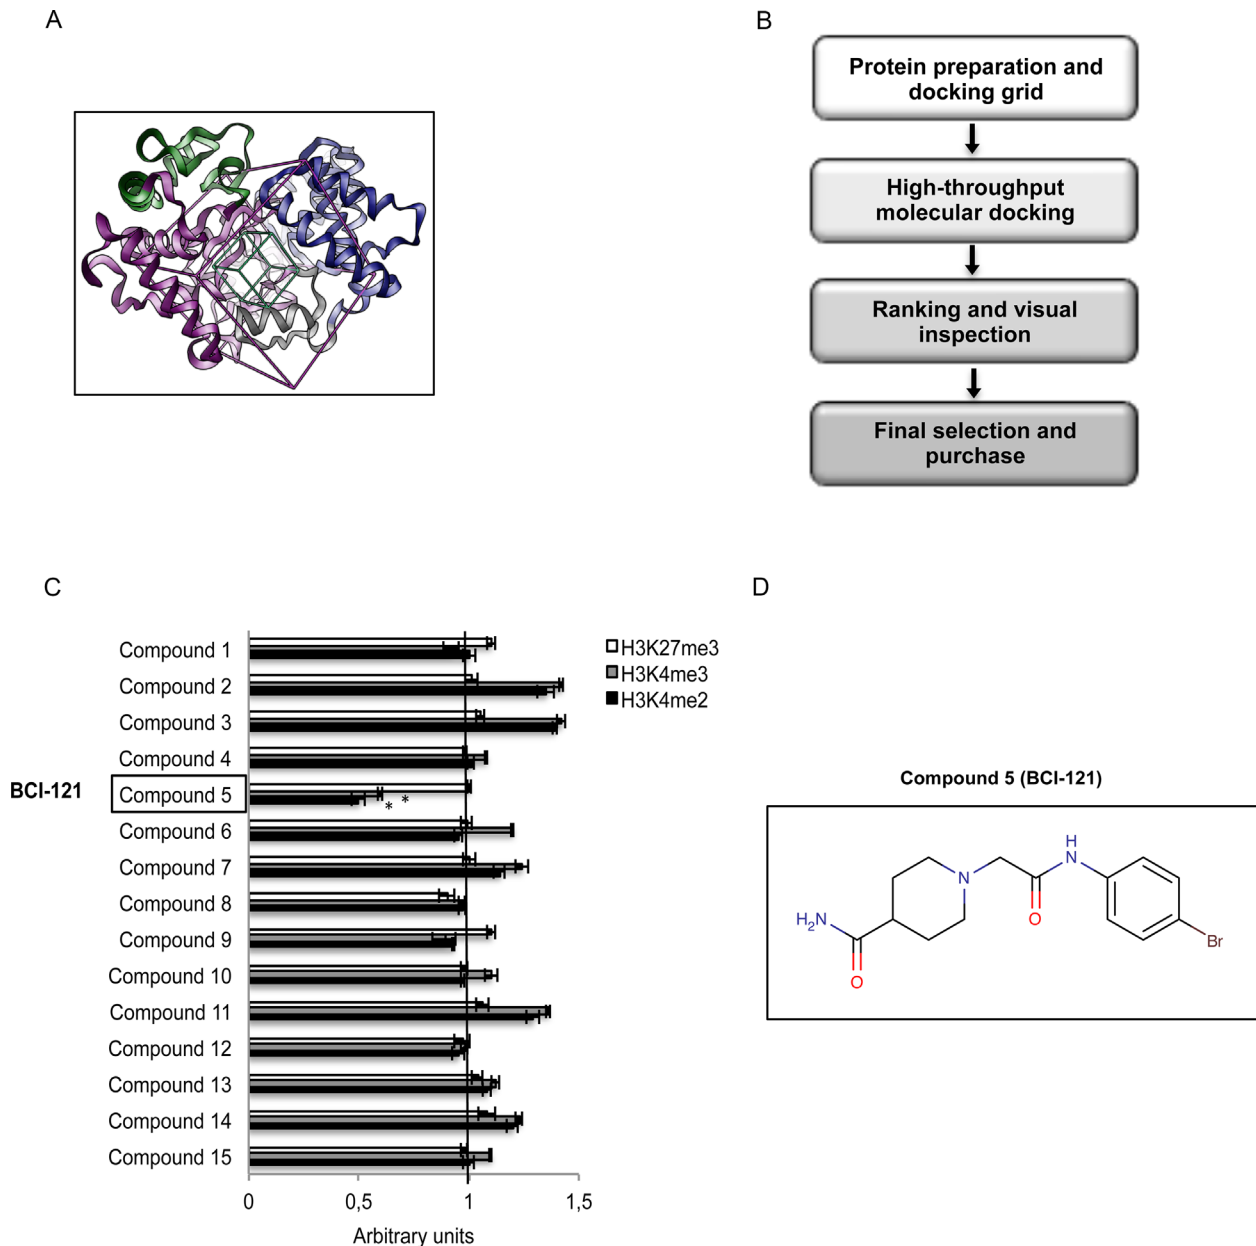 A
B
Protein preparation and
docking grid
High-throughput
molecular docking
Ranking and visual
inspection
Final selection and
purchase
C
D
Compound 1
Compound 2
Compound 3
Compound 4
BCI-121
Compound 5
* *
Compound 6
Compound 7
Compound 8
Compound 9
Compound 10
Compound 11
Compound 12
Compound 13
Compound 14
Compound 15
0
0,5
1
1,5
Arbitrary units
H3K27me3
H3K4me3
H3K4me2
Compound 5 (BCI-121)
H
N
N
H₂N
O
O
Br